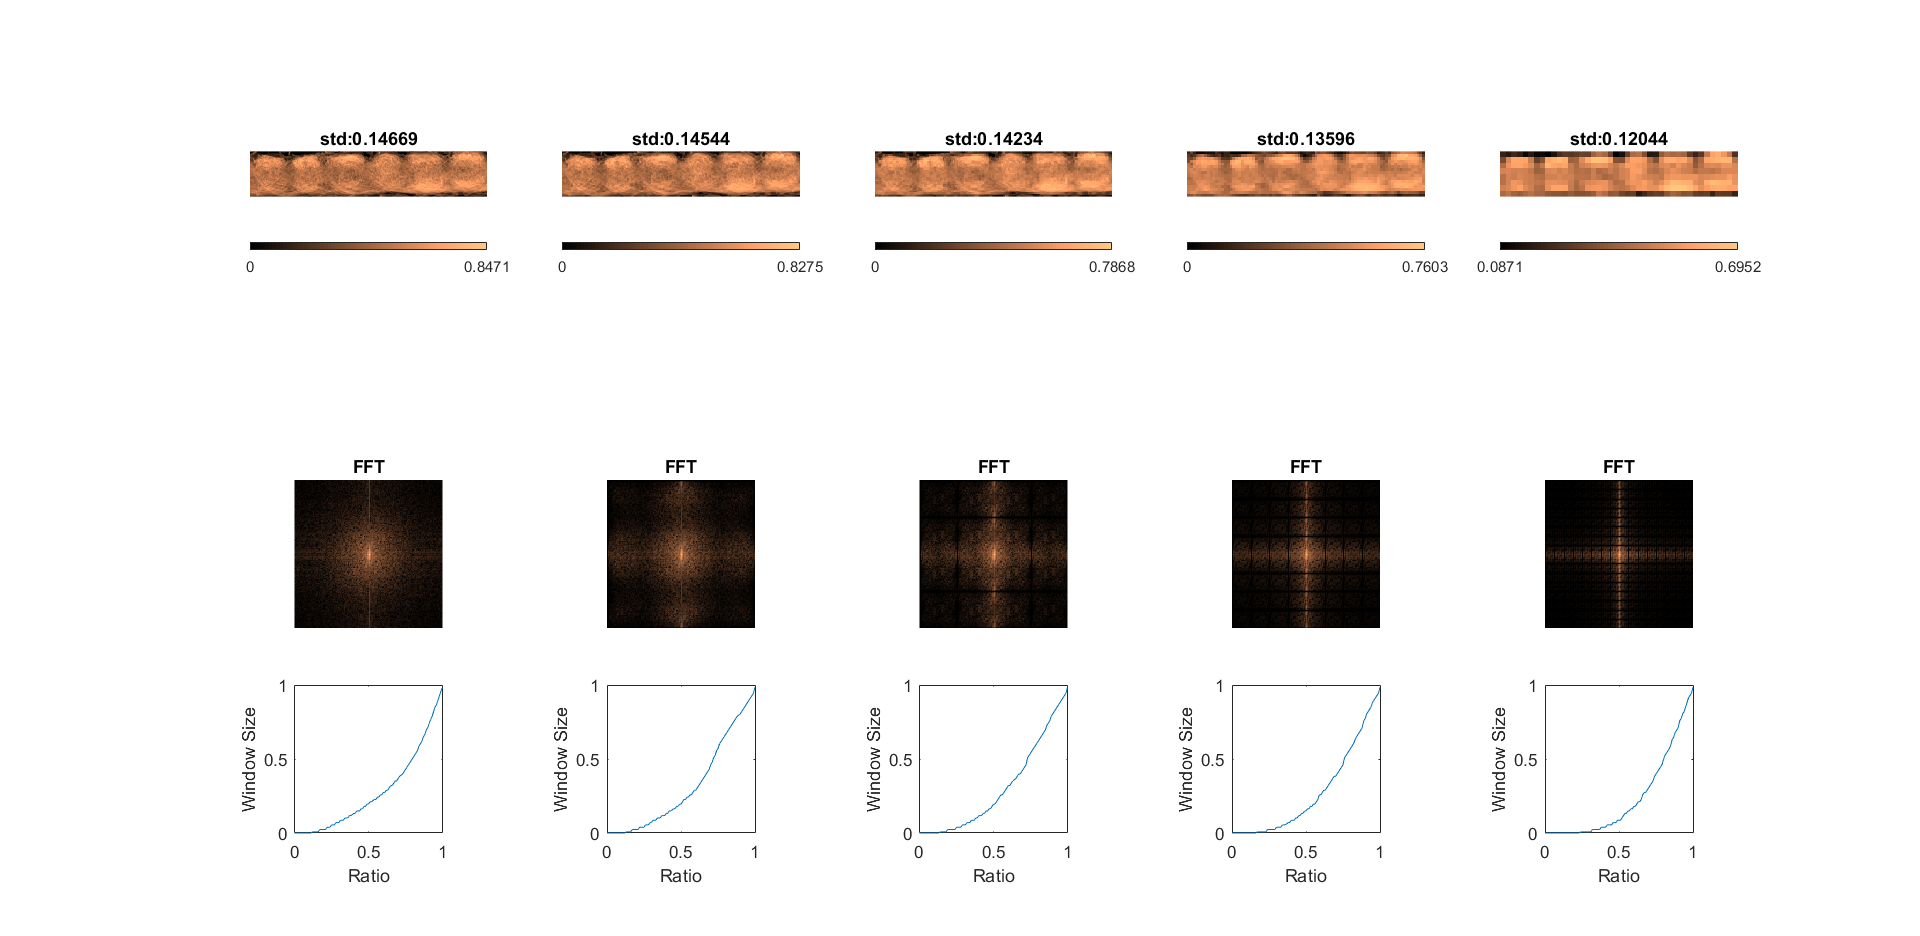 std:0.14669 std:0.14544 std:0.14234 std:0.13596 std:0.12044
0 0.8471 0 0.8275 0 0.7868 0 0.7603 0.0871 0.6952
FFT FFT FFT FFT FFT
1 1 1 1 1
Window Size Window Size Window Size Window Size Window Size
0.5 0.5 0.5 0.5 0.5
0 0 0 0 0
0 0.5 1 0 0.5 1 0 0.5 1 0 0.5 1 0 0.5 1
Ratio Ratio Ratio Ratio Ratio